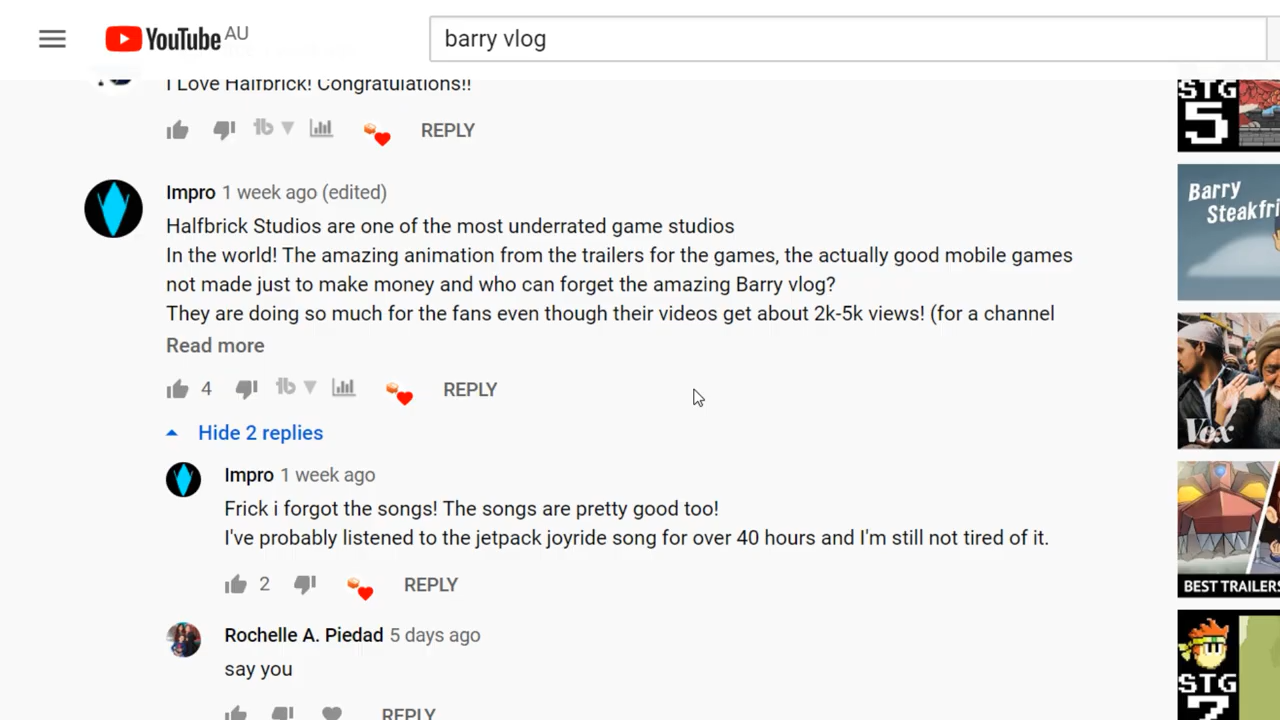 YouTube AU
barry vlog
I Love Halfbrick! Congratulations!!
REPLY
Impro 1 week ago (edited)
Halfbrick Studios are one of the most underrated game studios
In the world! The amazing animation from the trailers for the games, the actually good mobile games
not made just to make money and who can forget the amazing Barry vlog?
They are doing so much for the fans even though their videos get about 2k-5k views! (for a channel
Read more
4 REPLY
Hide 2 replies
Impro 1 week ago
Frick i forgot the songs! The songs are pretty good too!
I've probably listened to the jetpack joyride song for over 40 hours and I'm still not tired of it.
2 REPLY
Rochelle A. Piedad 5 days ago
say you
REPLY
STG
5
Barry
Steakfri
Vox
BEST TRAILERS
STG
7